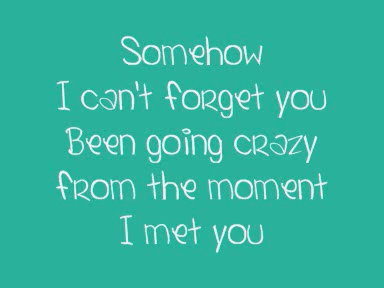 Somehow
I can't forget you
Been going crazy
from the moment
I met you